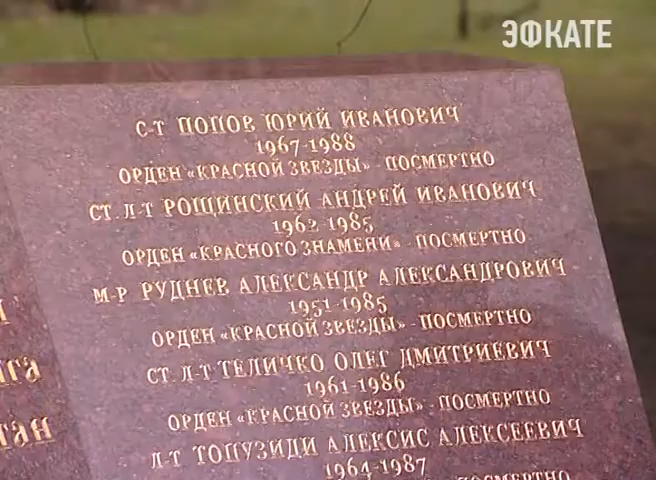 ЭФКАТЕ
С-Т ПОПОВ ЮРИЙ ИВАНОВИЧ
1967-1988
ОРДЕН «КРАСНОЙ ЗВЕЗДЫ» - ПОСМЕРТНО
СТ. Л-Т РОЩИНСКИЙ АНДРЕЙ ИВАНОВИЧ
1962-1985
ОРДЕН «КРАСНОГО ЗНАМЕНИ» - ПОСМЕРТНО
М-Р РУДНЕВ АЛЕКСАНДР АЛЕКСАНДРОВИЧ
1951-1985
ОРДЕН «КРАСНОЙ ЗВЕЗДЫ» - ПОСМЕРТНО
СТ. Л-Т ТЕЛИЧКО ОЛЕГ ДМИТРИЕВИЧ
1961-1986
ОРДЕН «КРАСНОЙ ЗВЕЗДЫ» - ПОСМЕРТНО
Л-Т ТОПУЗИДИ АЛЕКСИС АЛЕКСЕЕВИЧ
1964-1987